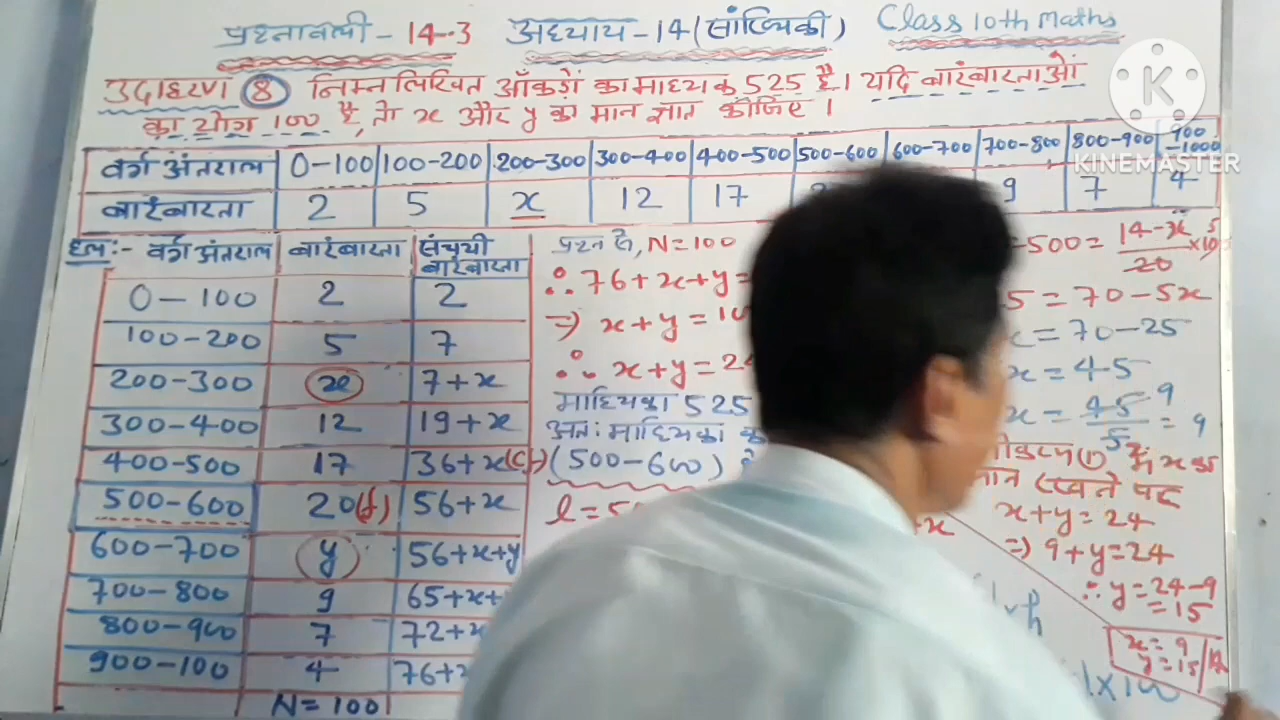 प्रश्नावली - 14.3 अध्याय - 14 (सांख्यिकी) Class 10th Maths
उदाहरण 8 निम्नलिखित आँकड़ों का माध्यक 525 है। यदि बारंबारताओं
का योग 100 है, तो x और y का मान ज्ञात कीजिए।
KINEMASTER
वर्ग अंतराल 0-100 100-200 200-300 300-400 400-500 500-600 600-700 700-800 800-900 900-1000
बारंबारता 2 5 x 12 17 9 7 4
हल:- वर्ग अंतराल बारंबारता संचयी बारंबारता
0-100 2 2
100-200 5 7
200-300 x 7+x
300-400 12 19+x
400-500 17 36+x (cf)
500-600 20(f) 56+x
600-700 y 56+x+y
700-800 9 65+x+
800-900 7 72+x
900-100 4 76+x
N=100
प्रश्न से, N=100
∴ 76+x+y=
⇒ x+y=10
∴ x+y=24
माध्यिका 525
अतः माध्यिका
(500-600)
l=50
+x
-500 = 14-x/20 ×100 5
5=70-5x
x=70-25
x=45
x=45/5=9 9
x का
मान रखने पर
x+y=24
⇒ 9+y=24
∴ y=24-9
=15
x=9
y=15
×h
×100